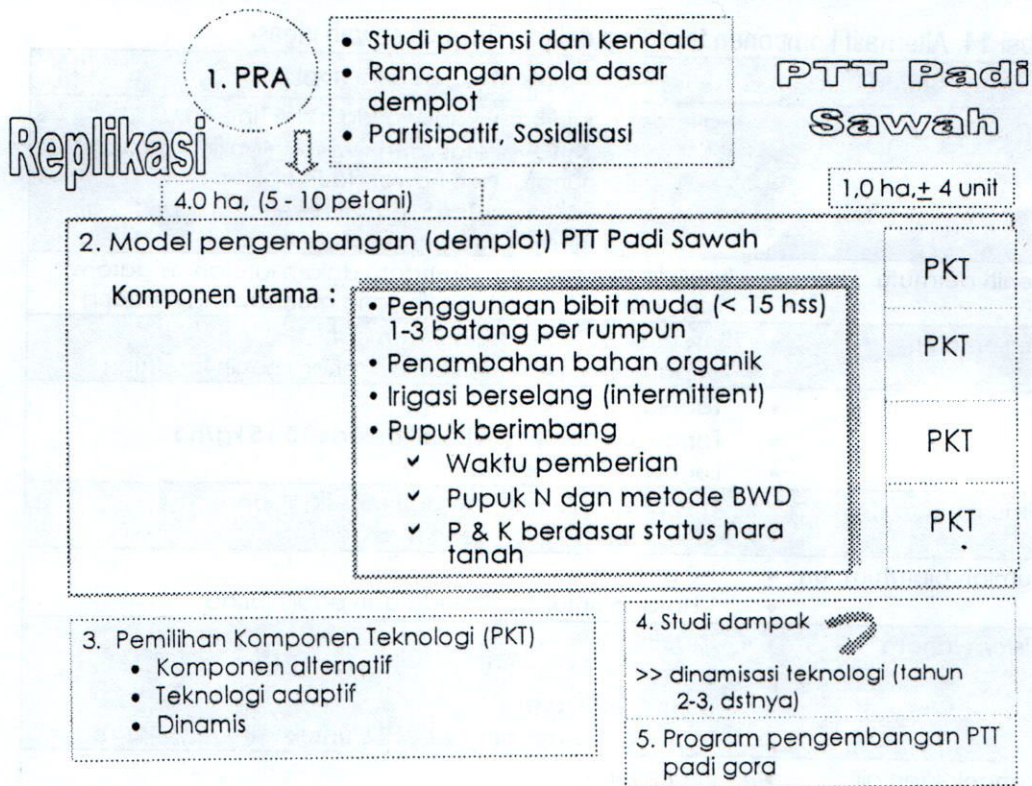 1. PRA
• Studi potensi dan kendala
• Rancangan pola dasar
demplot
• Partisipatif, Sosialisasi
PTT Padi
Sawah
Replikasi
4.0 ha, (5 - 10 petani)
1,0 ha,± 4 unit
2. Model pengembangan (demplot) PTT Padi Sawah
Komponen utama :
• Penggunaan bibit muda (< 15 hss)
1-3 batang per rumpun
• Penambahan bahan organik
• Irigasi berselang (intermittent)
• Pupuk berimbang
✓ Waktu pemberian
✓ Pupuk N dgn metode BWD
✓ P & K berdasar status hara
tanah
PKT
PKT
PKT
PKT
3. Pemilihan Komponen Teknologi (PKT)
• Komponen alternatif
• Teknologi adaptif
• Dinamis
4. Studi dampak
>> dinamisasi teknologi (tahun
2-3, dstnya)
5. Program pengembangan PTT
padi gora